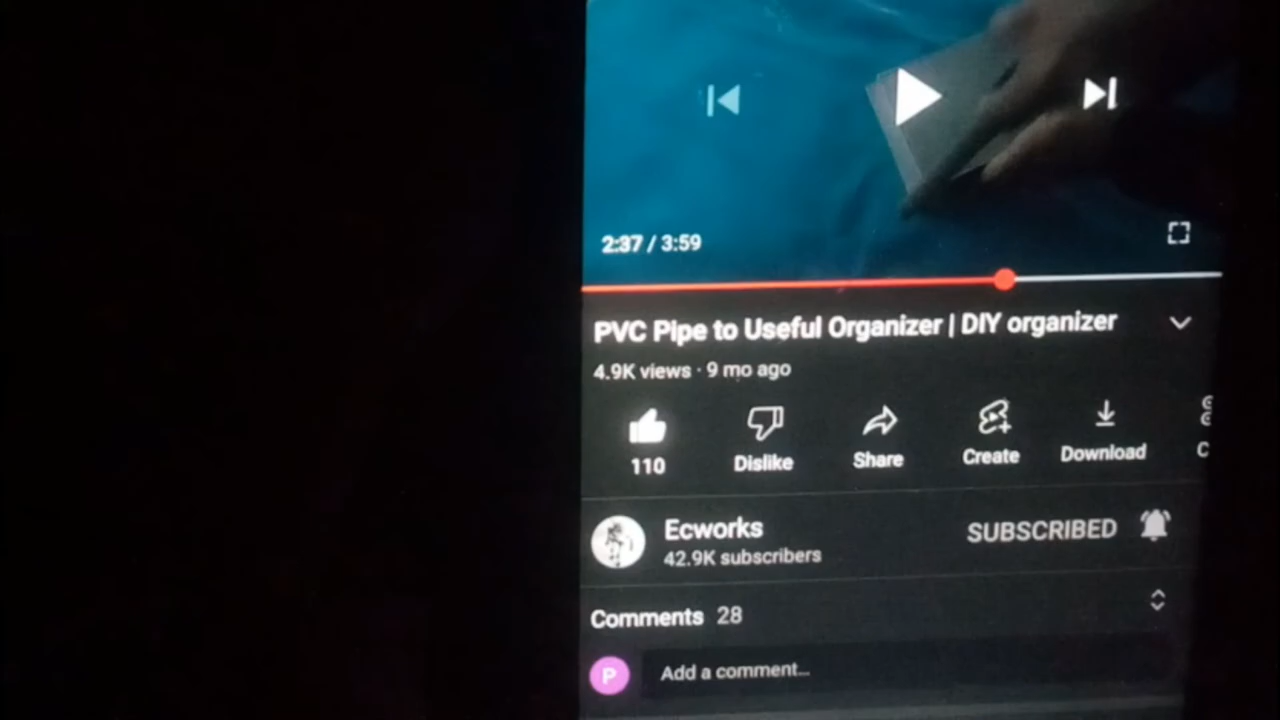 2:37 / 3:59
PVC Pipe to Useful Organizer | DIY organizer
4.9K views · 9 mo ago
110
Dislike
Share
Create
Download
C
Ecworks
42.9K subscribers
SUBSCRIBED
Comments 28
P
Add a comment...